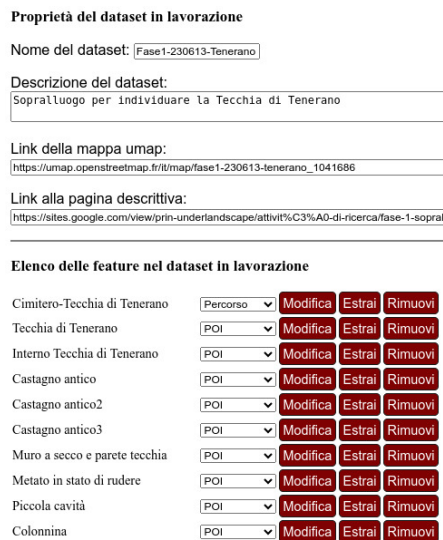 Proprietà del dataset in lavorazione
Nome del dataset: Fase1-230613-Tenerano
Descrizione del dataset:
Sopralluogo per individuare la Tecchia di Tenerano
Link della mappa umap:
https://umap.openstreetmap.fr/it/map/fase1-230613-tenerano_1041686
Link alla pagina descrittiva:
https://sites.google.com/view/prin-underlandscape/attivit%C3%A0-di-ricerca/fase-1-sopral
Elenco delle feature nel dataset in lavorazione
Cimitero-Tecchia di Tenerano Percorso Modifica Estrai Rimuovi
Tecchia di Tenerano POI Modifica Estrai Rimuovi
Interno Tecchia di Tenerano POI Modifica Estrai Rimuovi
Castagno antico POI Modifica Estrai Rimuovi
Castagno antico2 POI Modifica Estrai Rimuovi
Castagno antico3 POI Modifica Estrai Rimuovi
Muro a secco e parete tecchia POI Modifica Estrai Rimuovi
Metato in stato di rudere POI Modifica Estrai Rimuovi
Piccola cavità POI Modifica Estrai Rimuovi
Colonnina POI Modifica Estrai Rimuovi